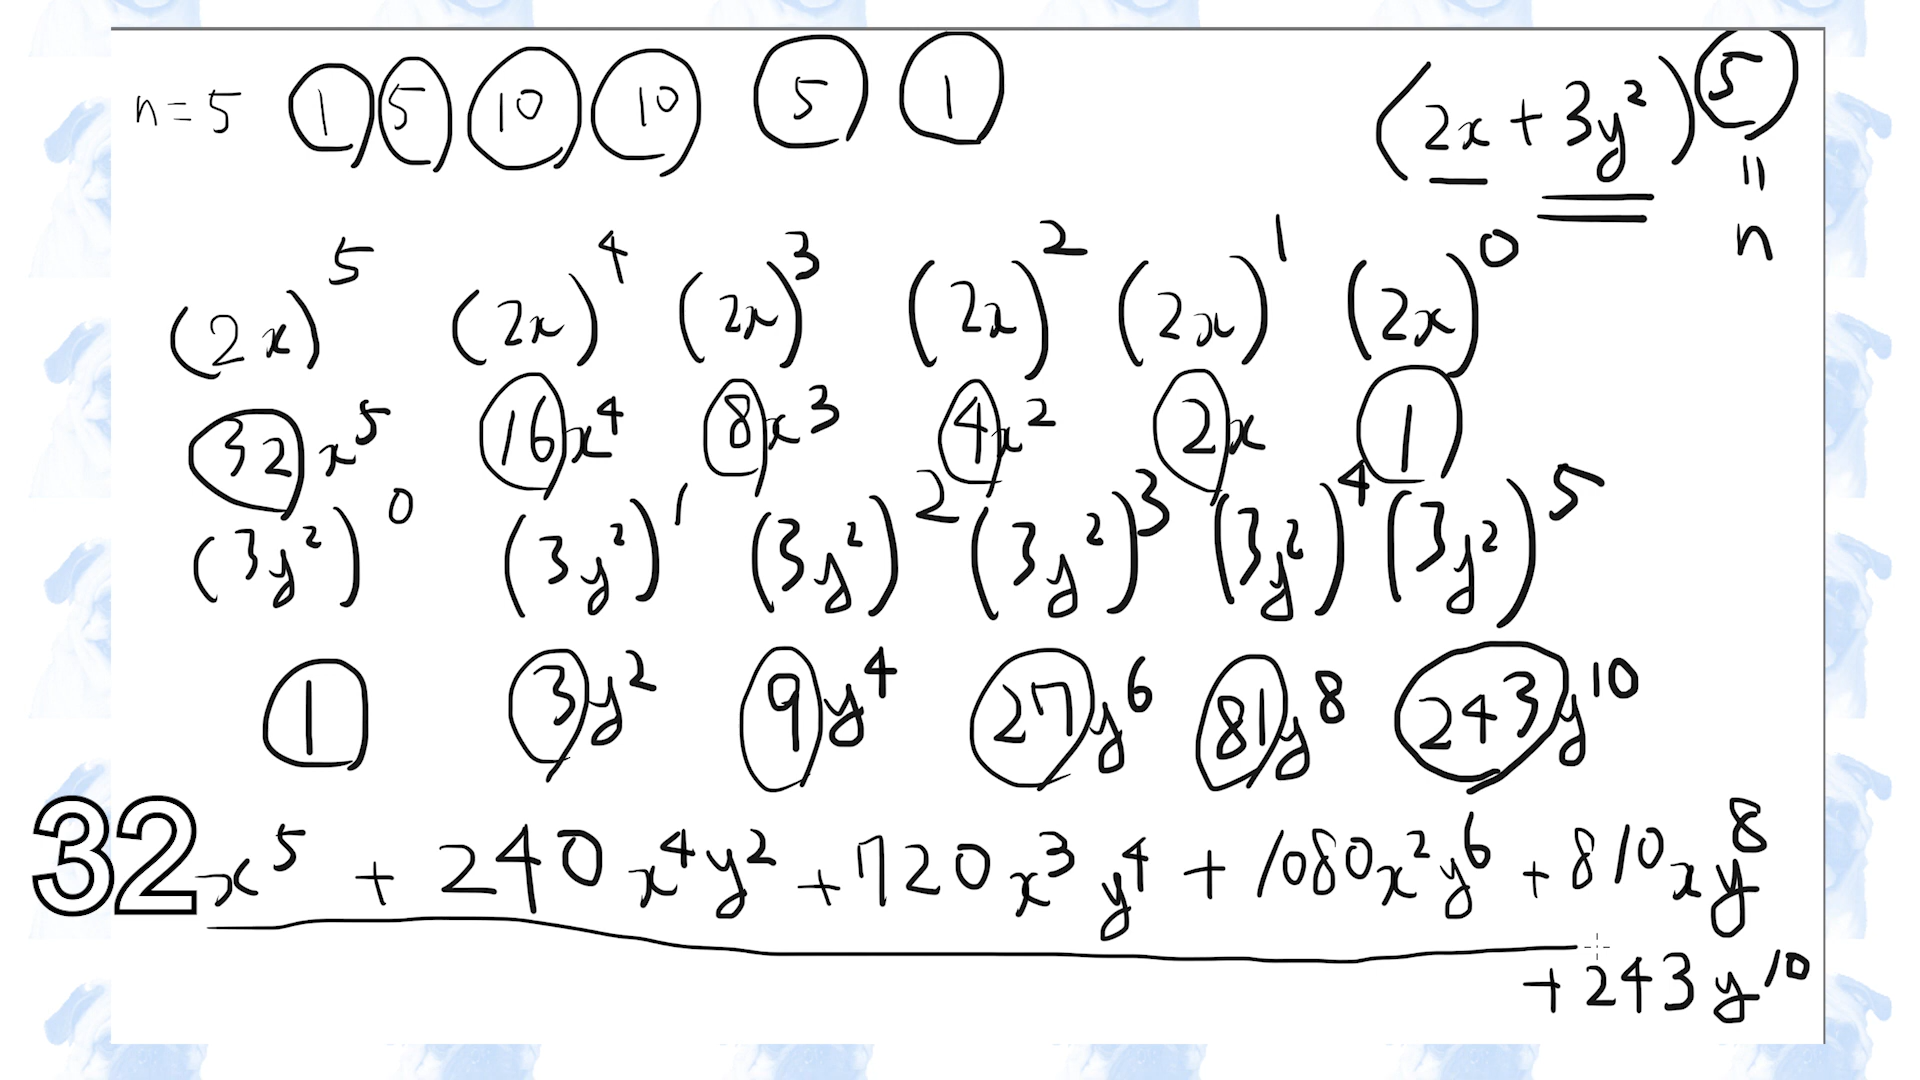 n = 5 1 5 10 10 5 1 (2x + 3y²)⁵
= n
(2x)⁵ (2x)⁴ (2x)³ (2x)² (2x)¹ (2x)⁰
32x⁵ 16x⁴ 8x³ 4x² 2x 1
(3y²)⁰ (3y²)¹ (3y²)² (3y²)³ (3y²)⁴ (3y²)⁵
1 3y² 9y⁴ 27y⁶ 81y⁸ 243y¹⁰
32x⁵ + 240x⁴y² + 720x³y⁴ + 1080x²y⁶ + 810xy⁸
+ 243y¹⁰